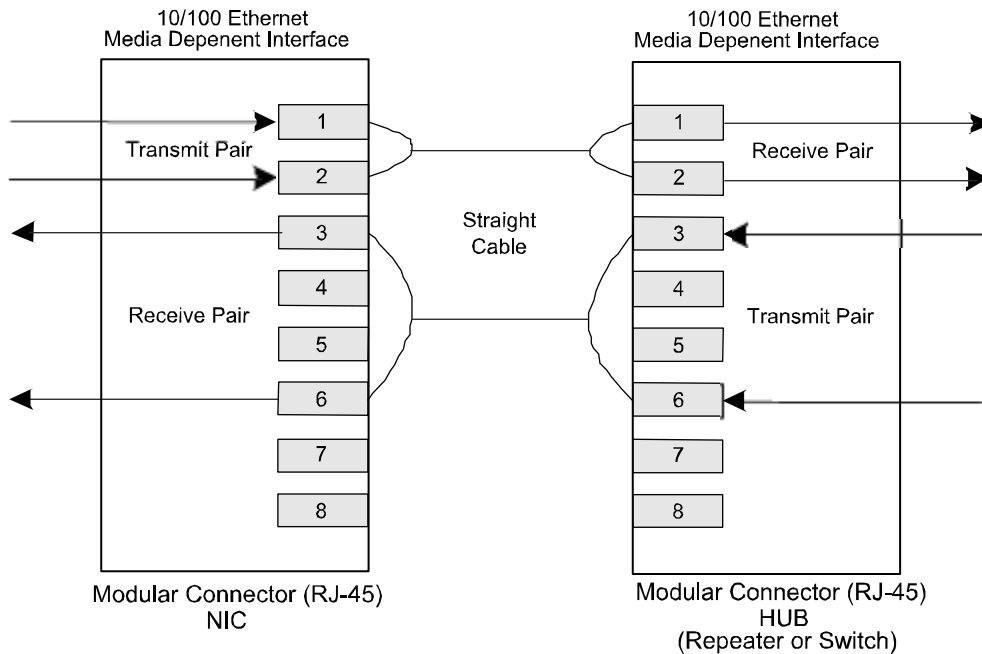 10/100 Ethernet
Media Depenent Interface
10/100 Ethernet
Media Depenent Interface
1
Transmit Pair
2
3
4
Receive Pair
5
6
7
8
Straight
Cable
1
Receive Pair
2
3
4
Transmit Pair
5
6
7
8
Modular Connector (RJ-45)
NIC
Modular Connector (RJ-45)
HUB
(Repeater or Switch)